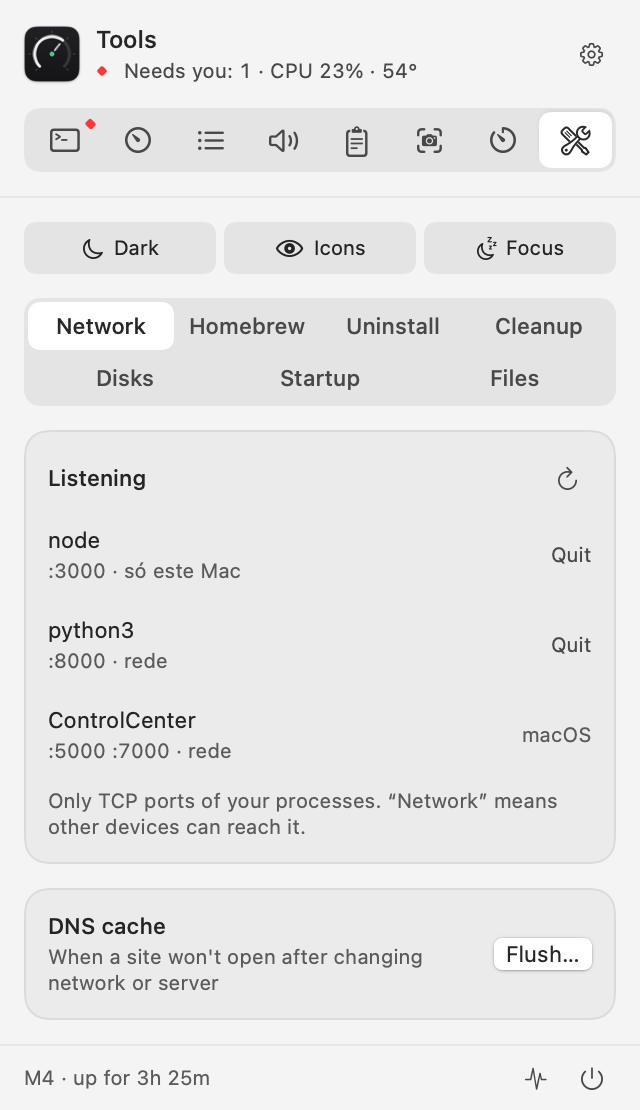 Tools
Needs you: 1 · CPU 23% · 54°
Dark
Icons
Focus
Network
Homebrew
Uninstall
Cleanup
Disks
Startup
Files
Listening
node
:3000 · só este Mac
Quit
python3
:8000 · rede
Quit
ControlCenter
:5000 :7000 · rede
macOS
Only TCP ports of your processes. “Network” means
other devices can reach it.
DNS cache
When a site won't open after changing
network or server
Flush...
M4 · up for 3h 25m